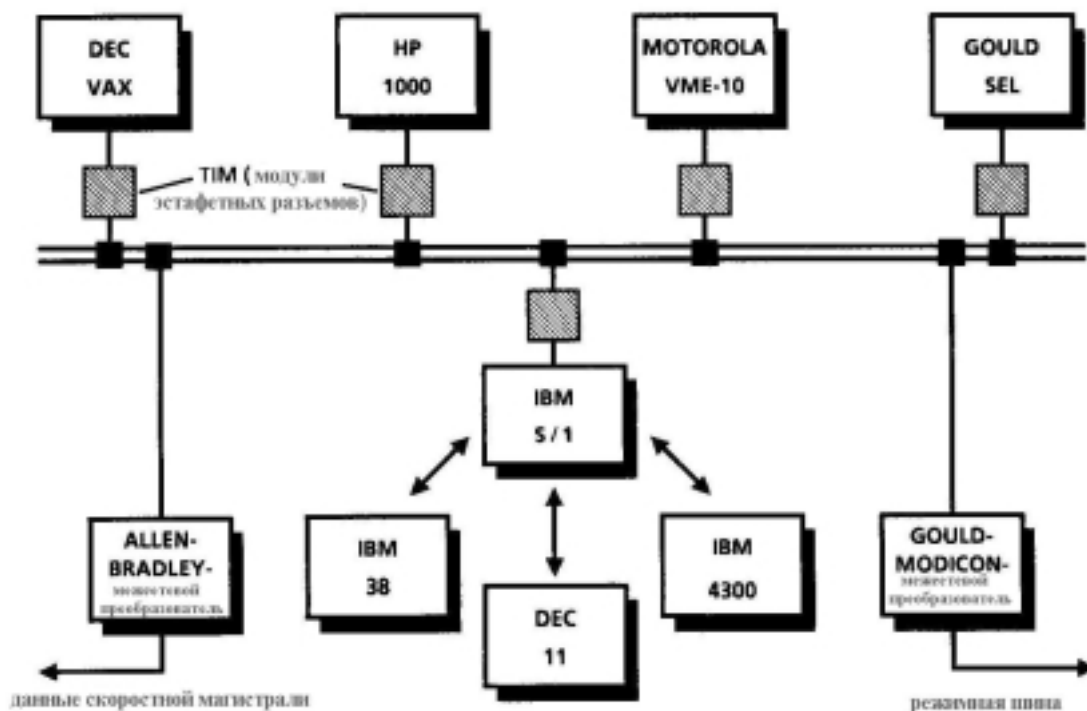 DEC
VAX
HP
1000
MOTOROLA
VME-10
GOULD
SEL
TIM (модули
эстафетных разъемов)
IBM
S / 1
ALLEN-
BRADLEY-
межсетевой
преобразователь
IBM
38
DEC
11
IBM
4300
GOULD-
MODICON-
межсетевой
преобразователь
данные скоростной магистрали
режимная шина